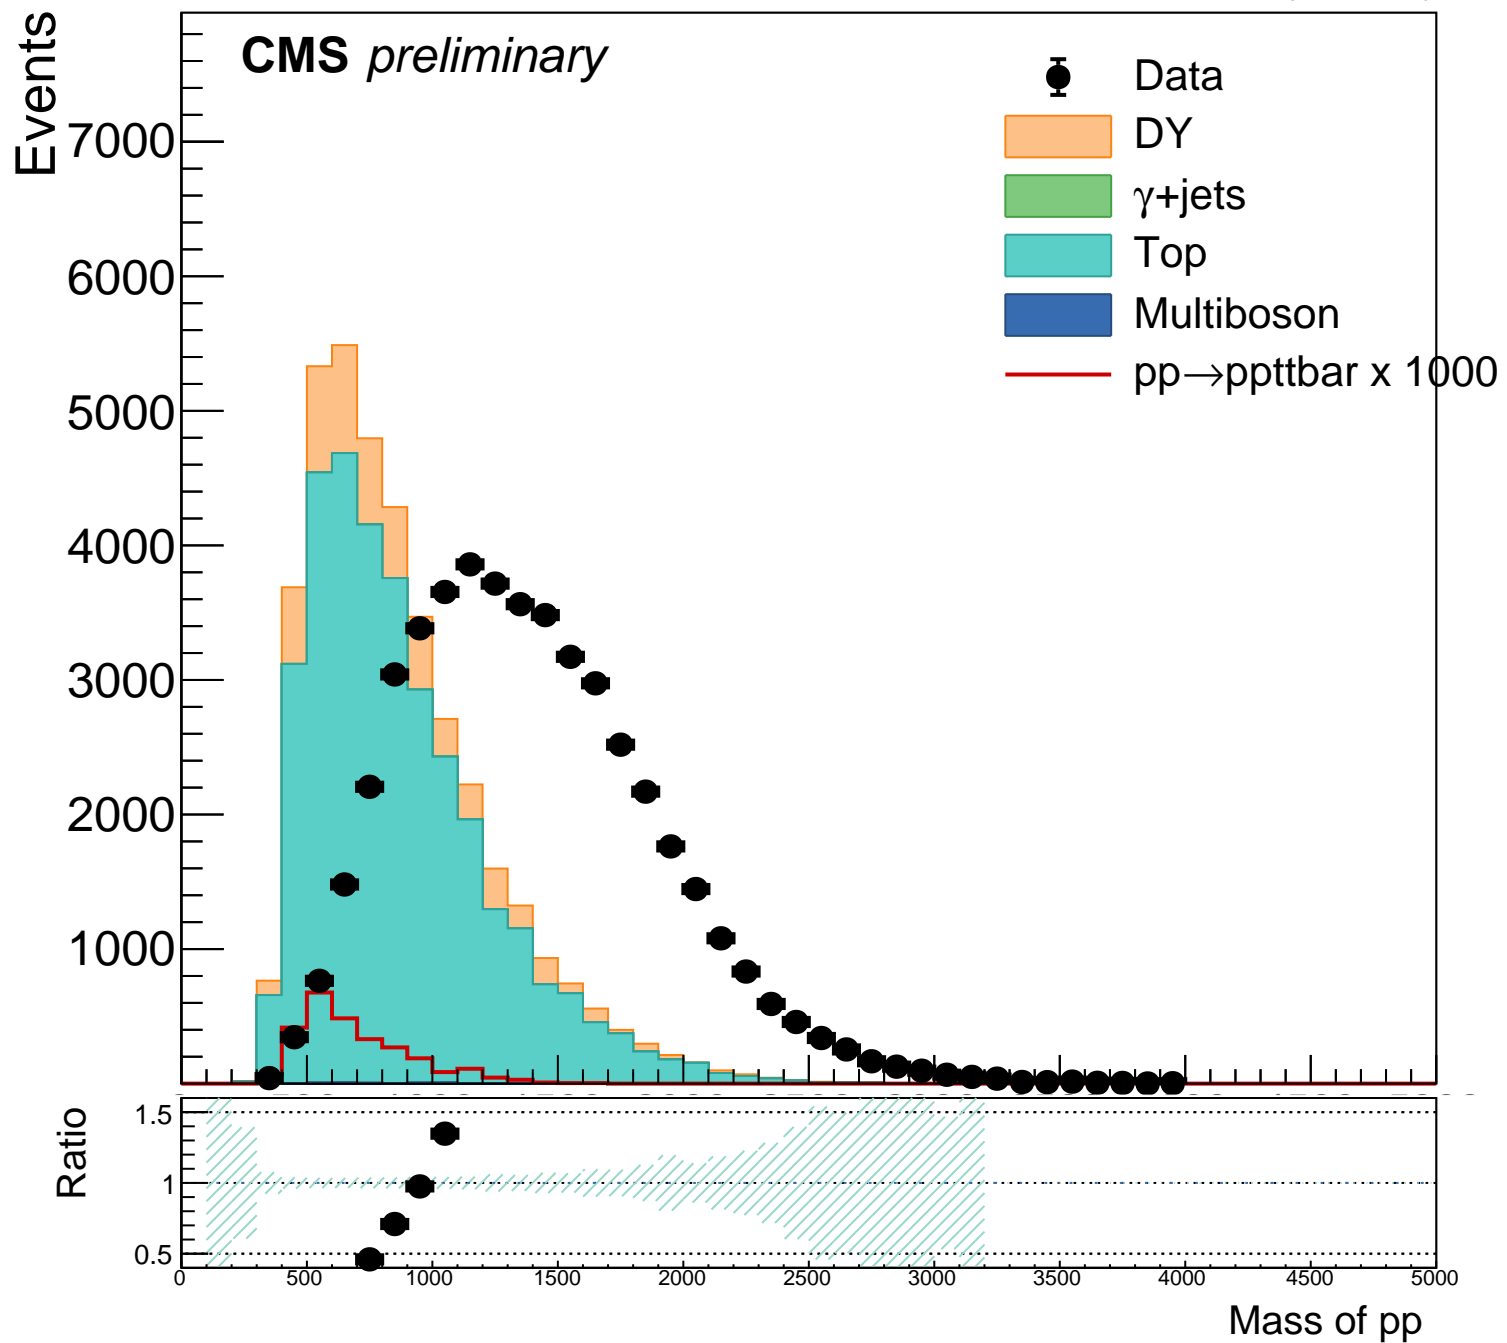 CMS preliminary
Events
7000
6000
5000
4000
3000
2000
1000
Data
DY
γ+jets
Top
Multiboson
pp→ppttbar x 1000
Ratio
1.5
1
0.5
0 500 1000 1500 2000 2500 3000 3500 4000 4500 5000
Mass of pp